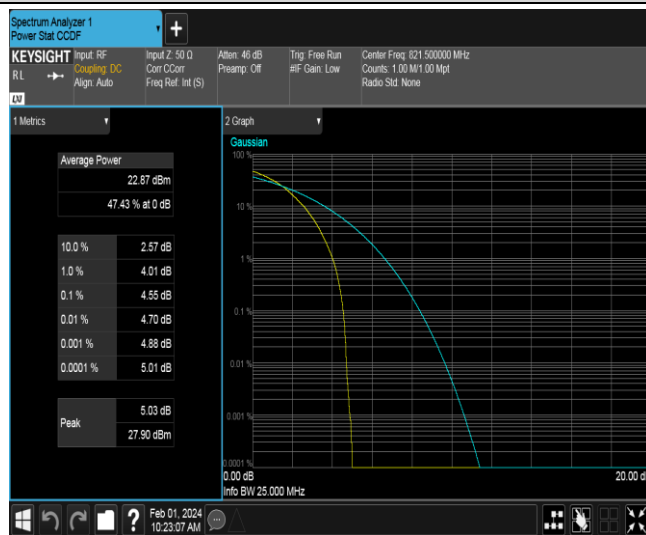 Spectrum Analyzer 1
Power Stat CCDF
+
KEYSIGHT Input: RF Input Z: 50 Ω Atten: 46 dB Trig: Free Run Center Freq: 821.500000 MHz
RL Coupling: DC Corr CCorr Preamp: Off #IF Gain: Low Counts: 1.00 M/1.00 Mpt
Align: Auto Freq Ref: Int (S) Radio Std: None
LXI
1 Metrics
Average Power
22.87 dBm
47.43 % at 0 dB
10.0 % 2.57 dB
1.0 % 4.01 dB
0.1 % 4.55 dB
0.01 % 4.70 dB
0.001 % 4.88 dB
0.0001 % 5.01 dB
Peak 5.03 dB
27.90 dBm
2 Graph
Gaussian
100 %
10 %
1 %
0.1 %
0.01 %
0.001 %
0.0001 %
0.00 dB 20.00 d
Info BW 25.000 MHz
? Feb 01, 2024
10:23:07 AM